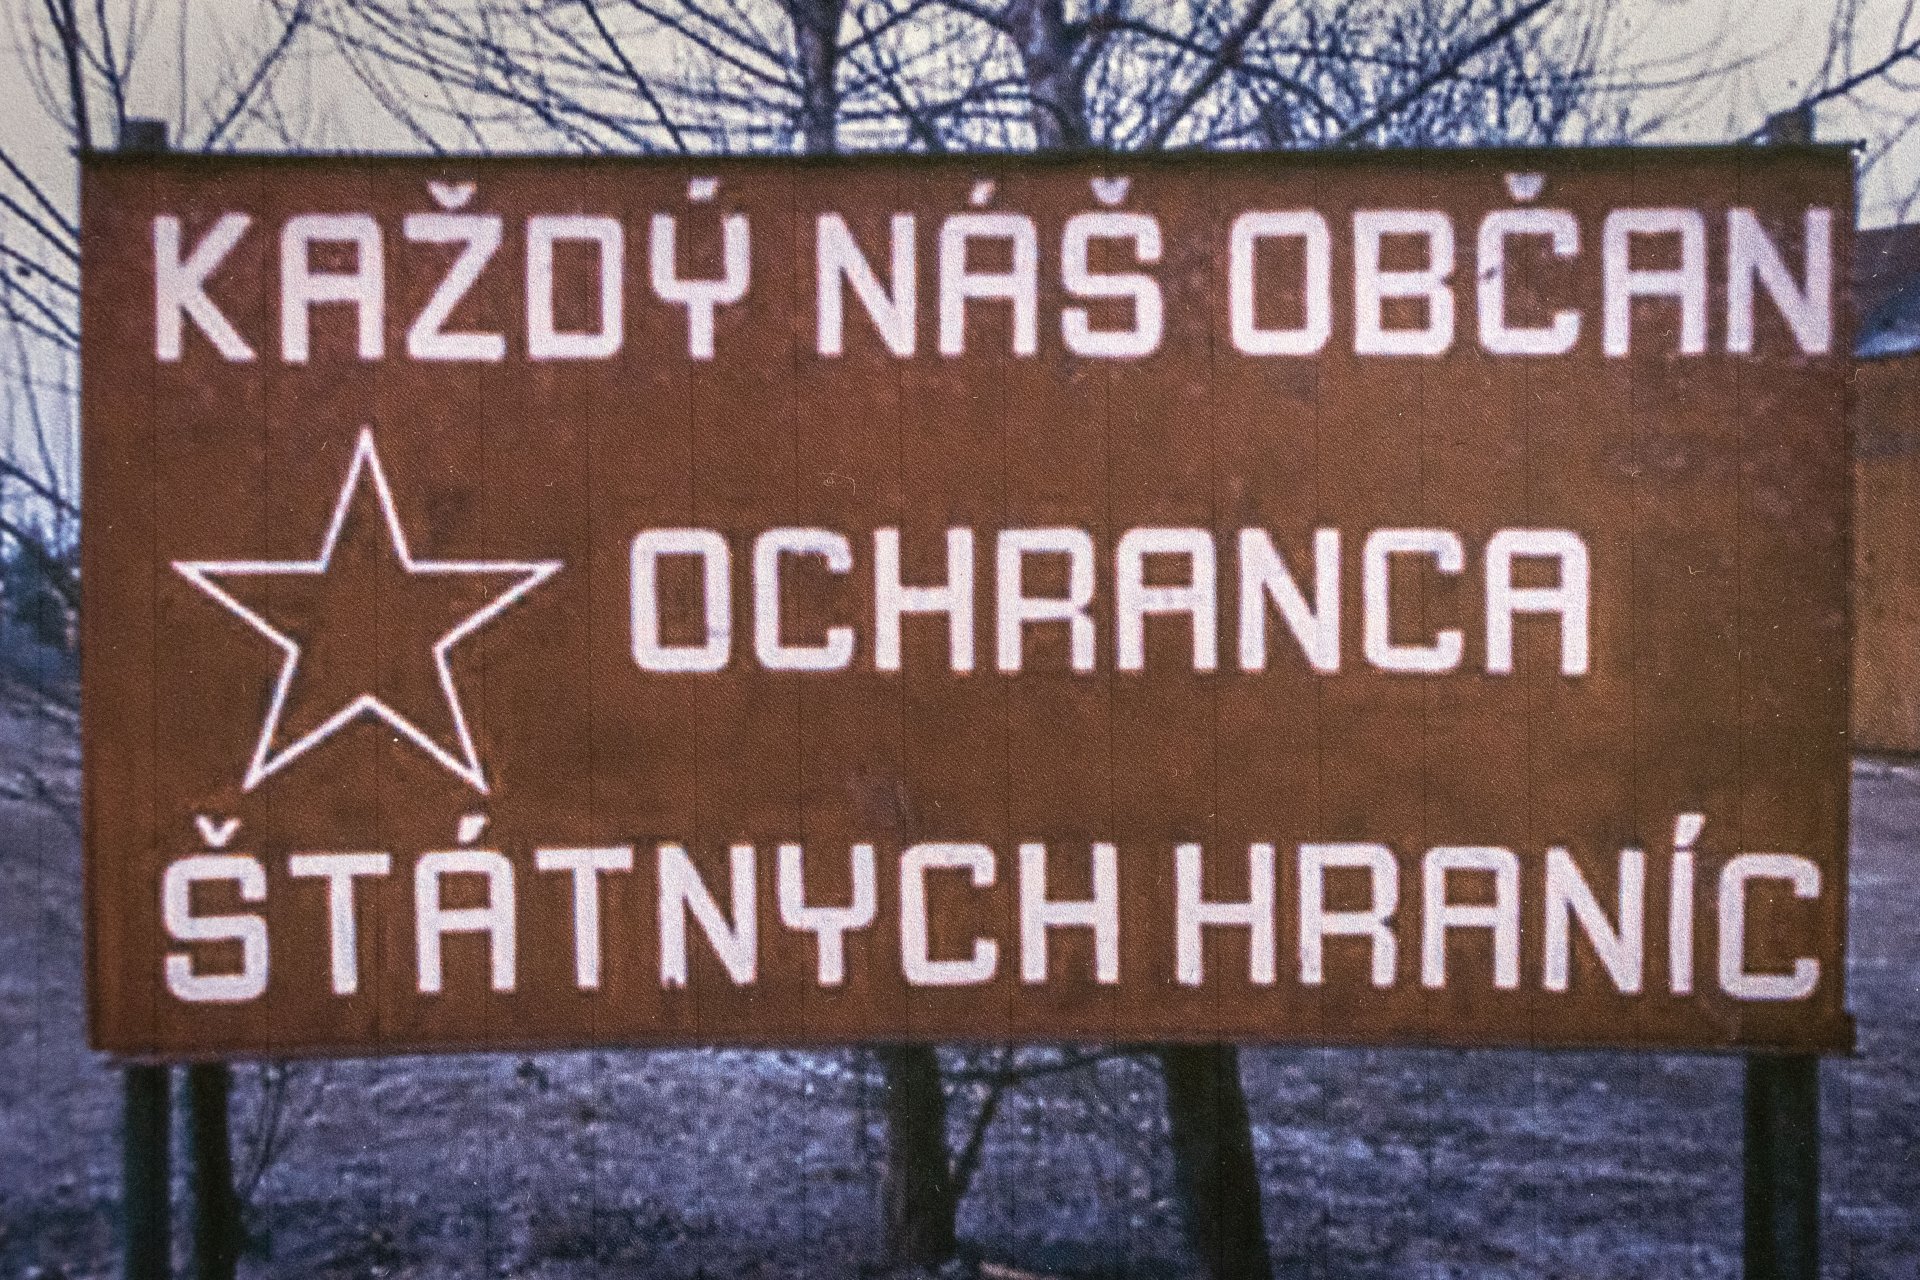 KAŽDÝ NÁŠ OBČAN
OCHRANCA
ŠTÁTNYCH HRANÍC